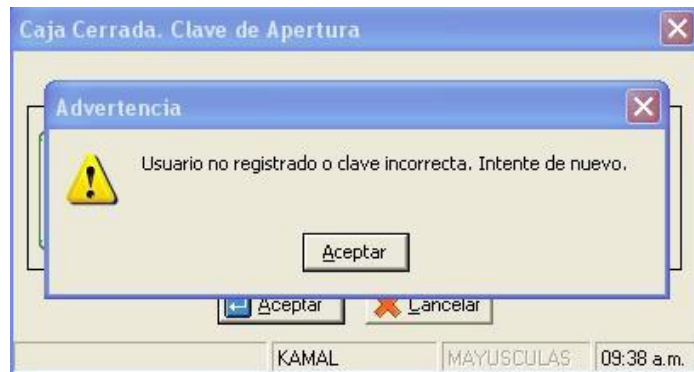 Caja Cerrada. Clave de Apertura
Advertencia
Usuario no registrado o clave incorrecta. Intente de nuevo.
Aceptar
Aceptar Cancelar
KAMAL MAYUSCULAS 09:38 a.m.